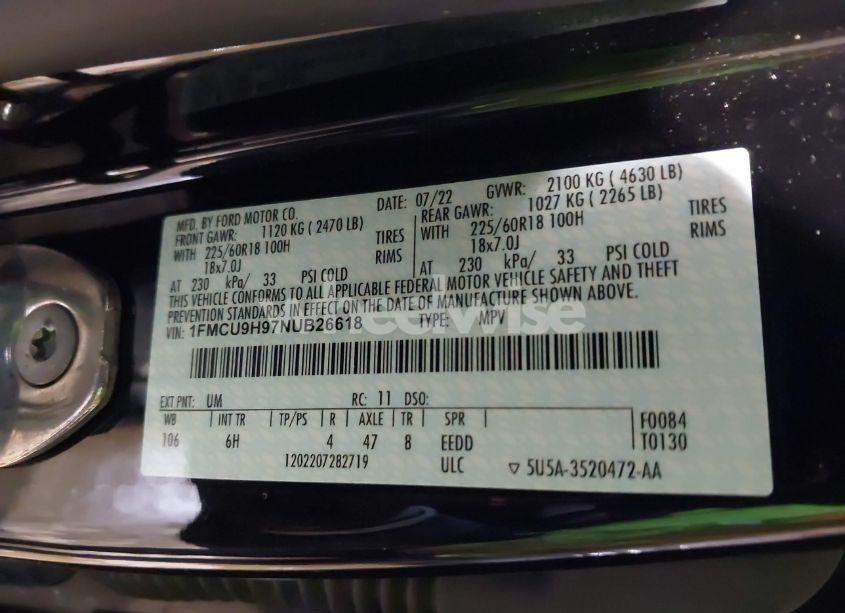 MFD. BY FORD MOTOR CO. DATE: 07/22 GVWR: 2100 KG ( 4630 LB)
FRONT GAWR: 1120 KG ( 2470 LB) REAR GAWR: 1027 KG ( 2265 LB)
WITH 225/60R18 100H TIRES WITH 225/60R18 100H TIRES
18x7.0J RIMS 18x7.0J RIMS
AT 230 kPa/ 33 PSI COLD AT 230 kPa/ 33 PSI COLD
THIS VEHICLE CONFORMS TO ALL APPLICABLE FEDERAL MOTOR VEHICLE SAFETY AND THEFT
PREVENTION STANDARDS IN EFFECT ON THE DATE OF MANUFACTURE SHOWN ABOVE.
VIN: 1FMCU9H97NUB26618 TYPE: MPV
EXT PNT: UM RC: 11 DSO:
WB INT TR TP/PS R AXLE TR SPR F0084
106 6H 4 47 8 EEDD T0130
1202207282719 ULC ▽ 5U5A-3520472-AA